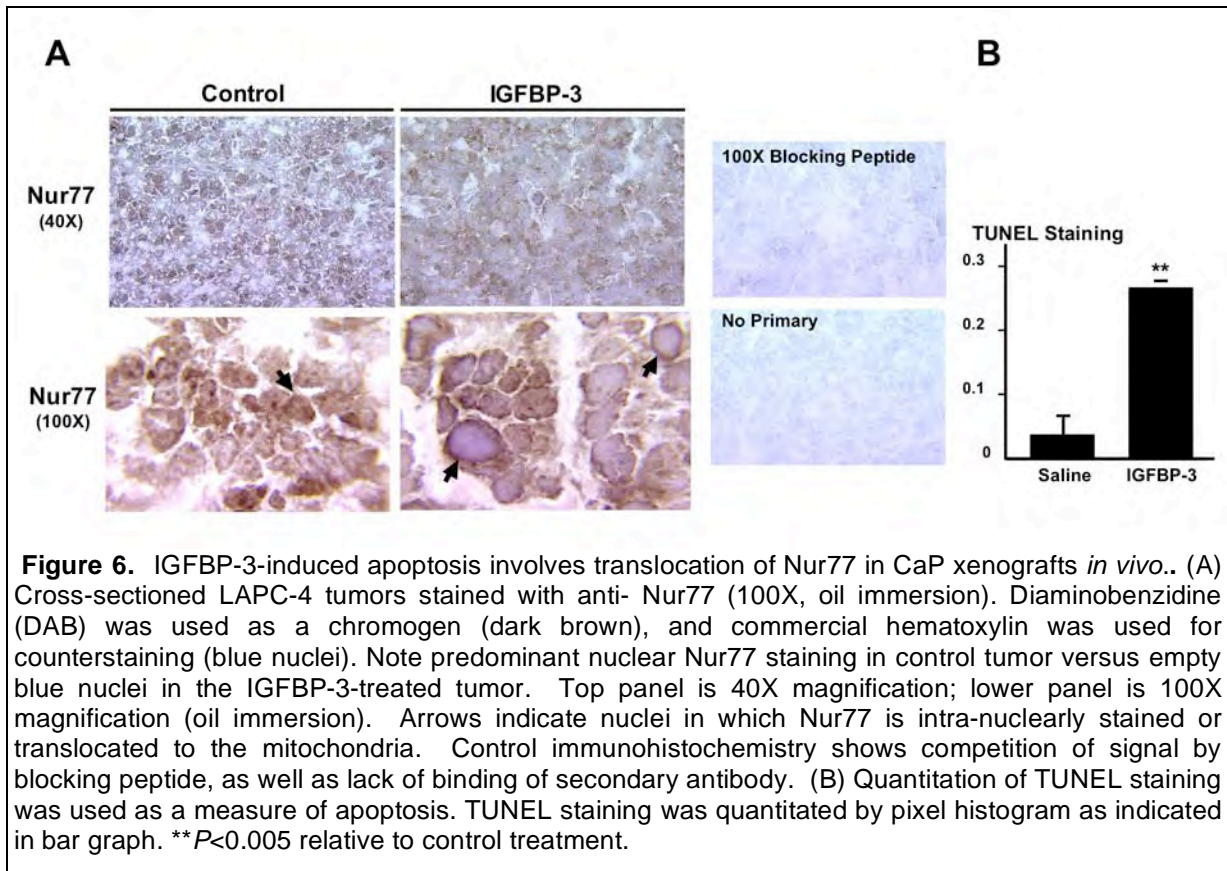 A
B
Control
IGFBP-3
Nur77
(40X)
100X Blocking Peptide
No Primary
Nur77
(100X)
TUNEL Staining
0.3
**
0.2
0.1
0
Saline
IGFBP-3
Figure 6. IGFBP-3-induced apoptosis involves translocation of Nur77 in CaP xenografts in vivo.. (A)
Cross-sectioned LAPC-4 tumors stained with anti- Nur77 (100X, oil immersion). Diaminobenzidine
(DAB) was used as a chromogen (dark brown), and commercial hematoxylin was used for
counterstaining (blue nuclei). Note predominant nuclear Nur77 staining in control tumor versus empty
blue nuclei in the IGFBP-3-treated tumor. Top panel is 40X magnification; lower panel is 100X
magnification (oil immersion). Arrows indicate nuclei in which Nur77 is intra-nuclearly stained or
translocated to the mitochondria. Control immunohistochemistry shows competition of signal by
blocking peptide, as well as lack of binding of secondary antibody. (B) Quantitation of TUNEL staining
was used as a measure of apoptosis. TUNEL staining was quantitated by pixel histogram as indicated
in bar graph. **P<0.005 relative to control treatment.